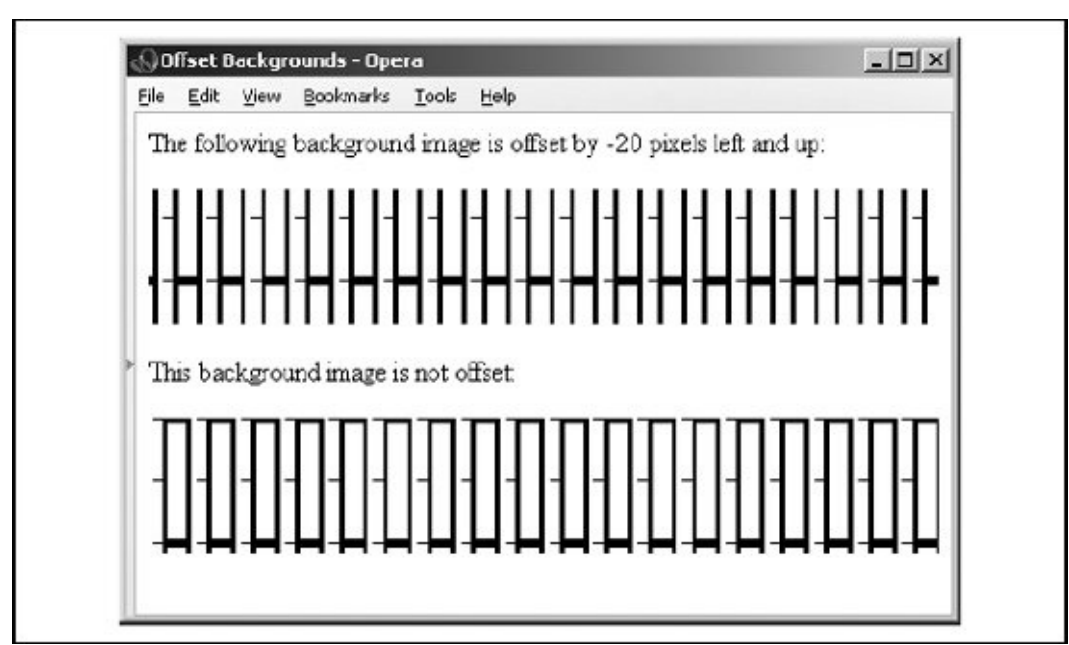 Offset Backgrounds - Opera
File Edit View Bookmarks Tools Help
The following background image is offset by -20 pixels left and up:
This background image is not offset: